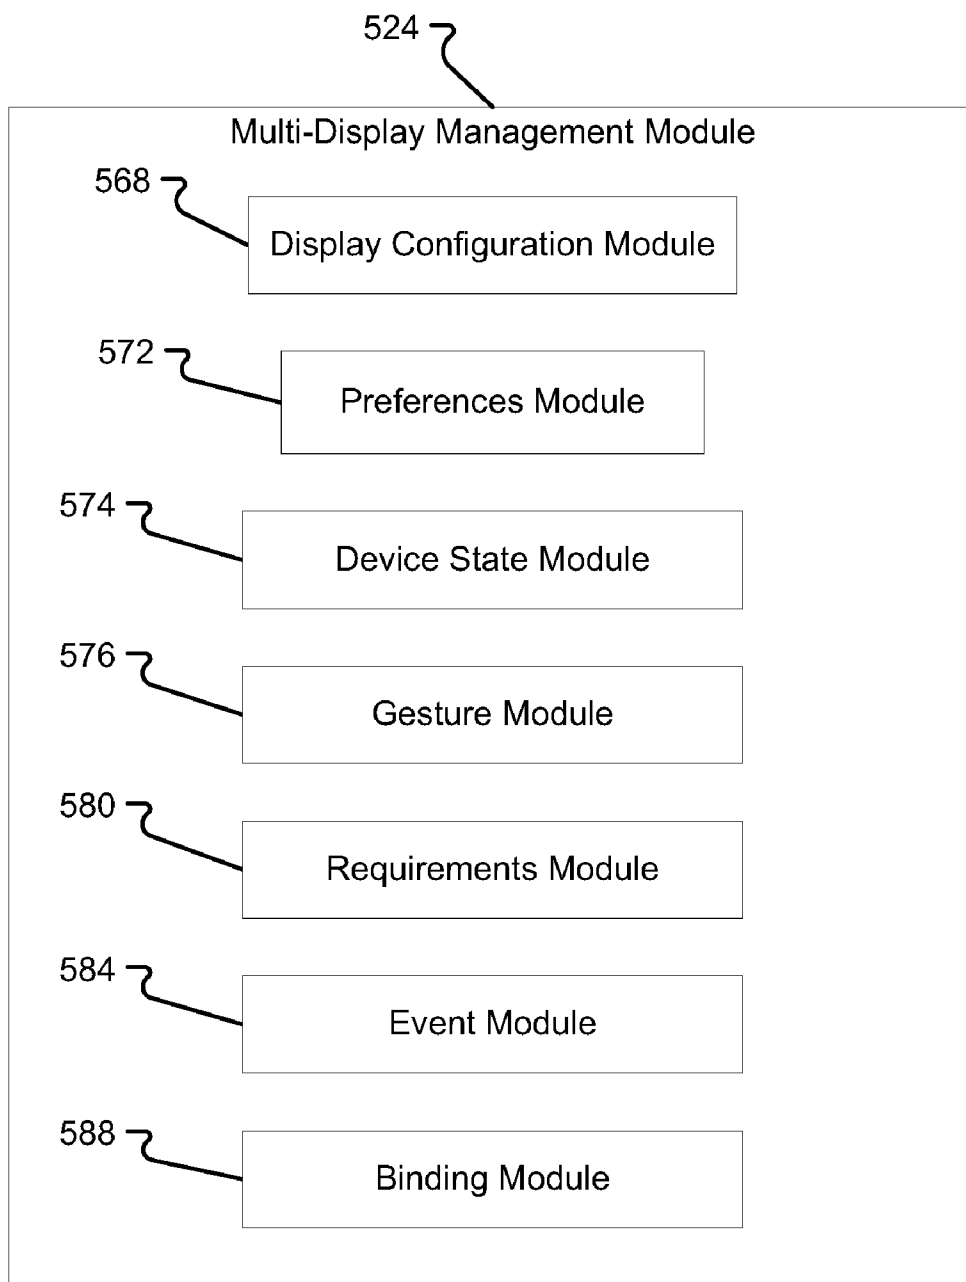 524
Multi-Display Management Module
568
Display Configuration Module
572
Preferences Module
574
Device State Module
576
Gesture Module
580
Requirements Module
584
Event Module
588
Binding Module